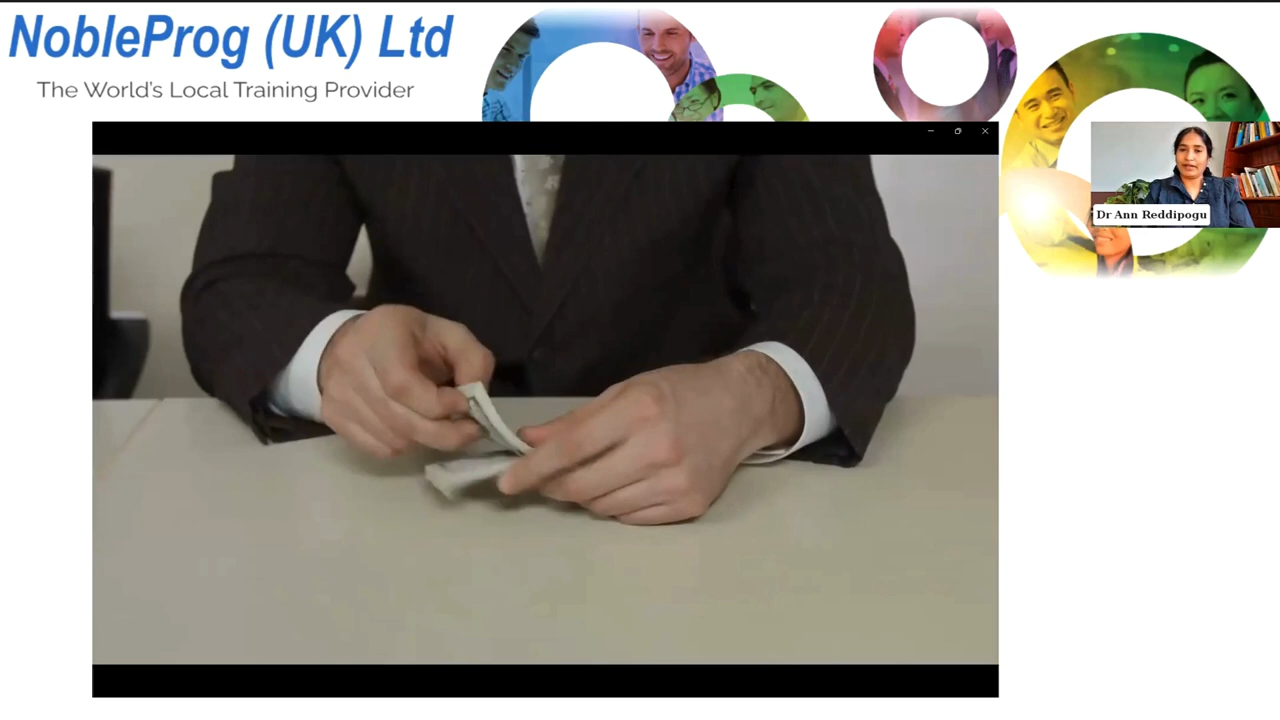 NobleProg (UK) Ltd
The World's Local Training Provider
Dr Ann Reddipogu